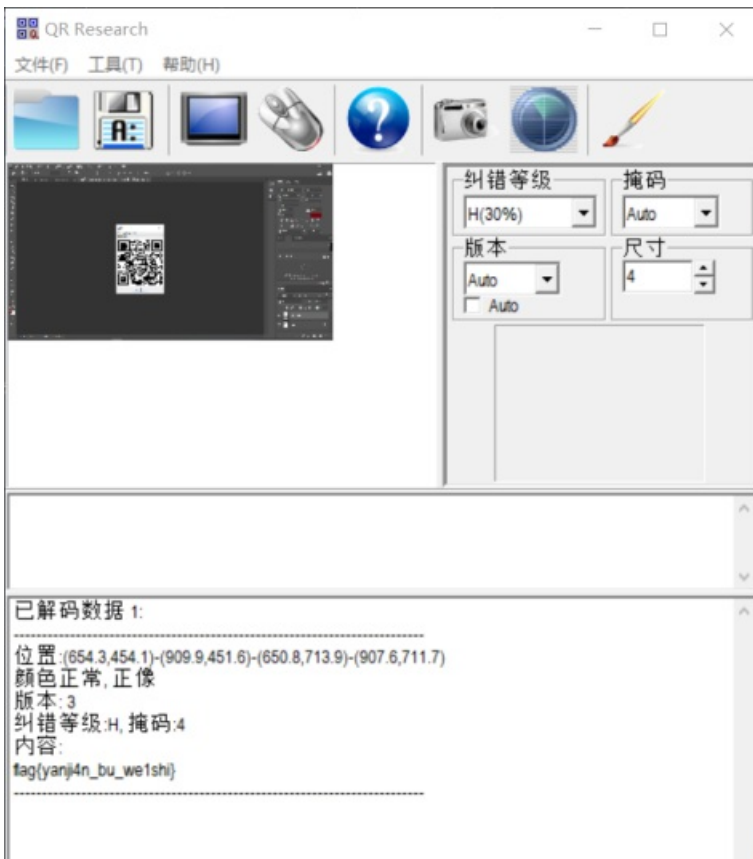 QR Research
文件(F) 工具(T) 帮助(H)
A:
纠错等级
掩码
H(30%)
Auto
版本
尺寸
Auto
4
Auto
已解码数据 1:
位置:(654.3,454.1)-(909.9,451.6)-(650.8,713.9)-(907.6,711.7)
颜色正常, 正像
版本: 3
纠错等级:H, 掩码:4
内容:
flag{yanji4n_bu_we1shi}